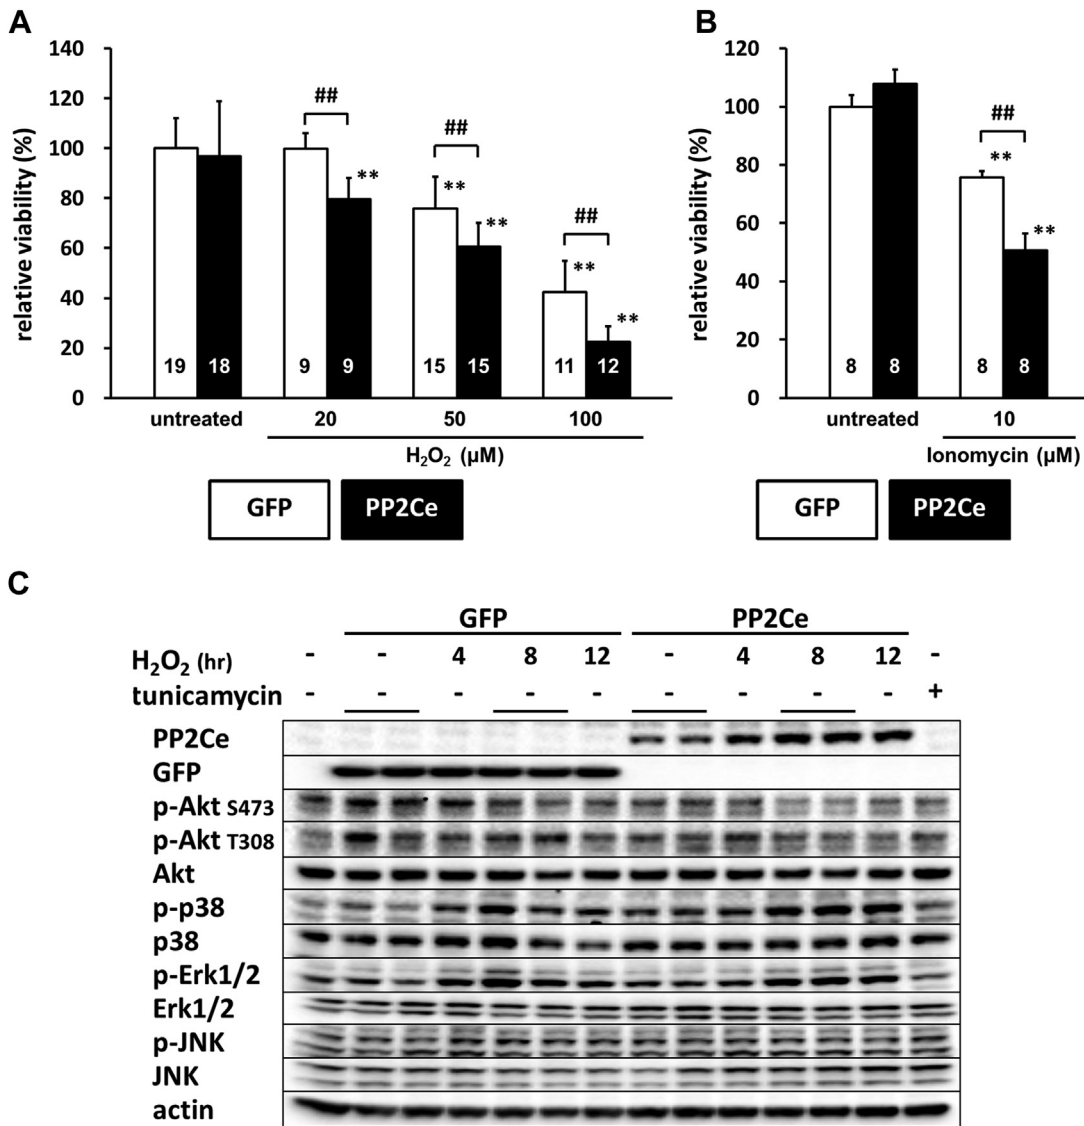 A
140
120
100
80
60
40
20
0
relative viability (%)
## ## ##
** ** ** ** **
19 18 9 9 15 15 11 12
untreated 20 50 100
H₂O₂ (µM)
GFP PP2Ce
B
120
100
80
60
40
20
0
relative viability (%)
##
** **
8 8 8 8
untreated 10
Ionomycin (µM)
GFP PP2Ce
C
GFP PP2Ce
H₂O₂ (hr) - - 4 8 12 - 4 8 12 -
tunicamycin - - - - - - - - - +
PP2Ce
GFP
p-Akt S473
p-Akt T308
Akt
p-p38
p38
p-Erk1/2
Erk1/2
p-JNK
JNK
actin